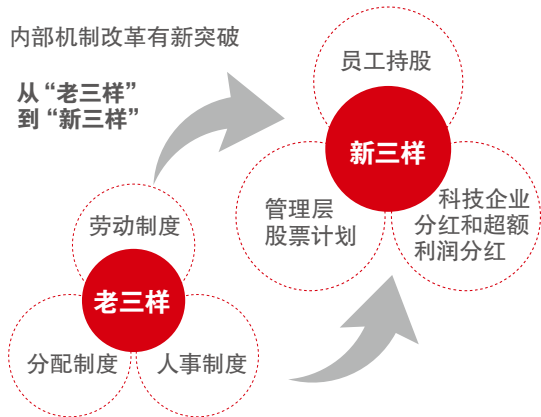 内部机制改革有新突破
从“老三样”
到“新三样”
员工持股
新三样
管理层
股票计划
科技企业
分红和超额
利润分红
劳动制度
老三样
分配制度
人事制度